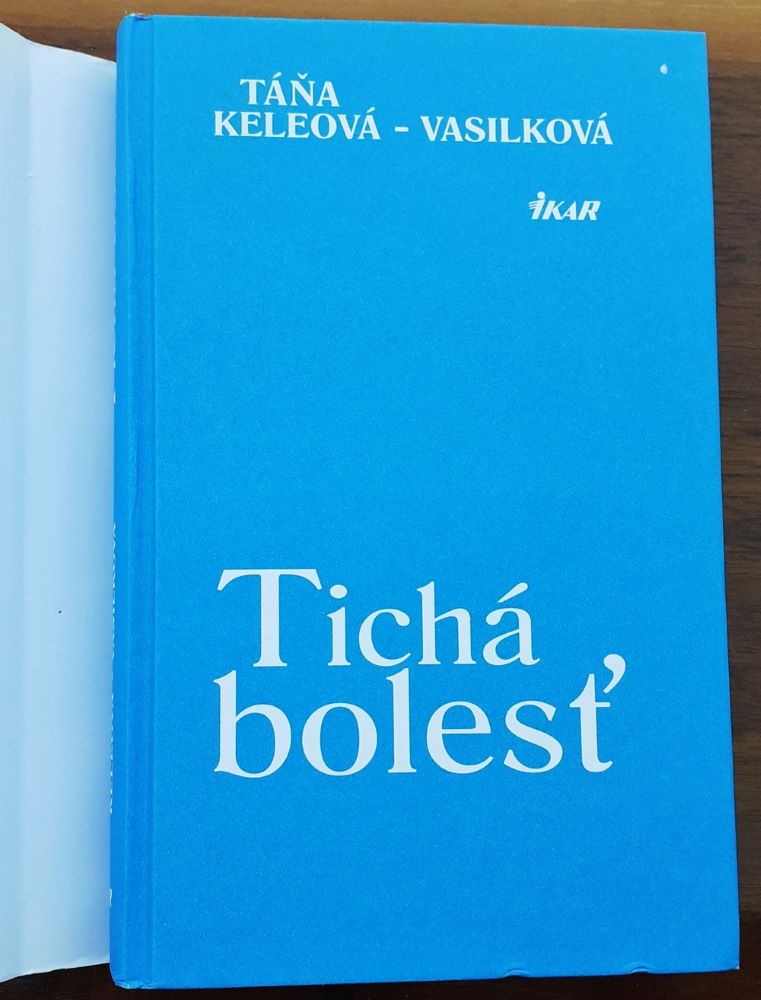 TÁŇA
KELEOVÁ - VASILKOVÁ
IKAR
Tichá
bolesť